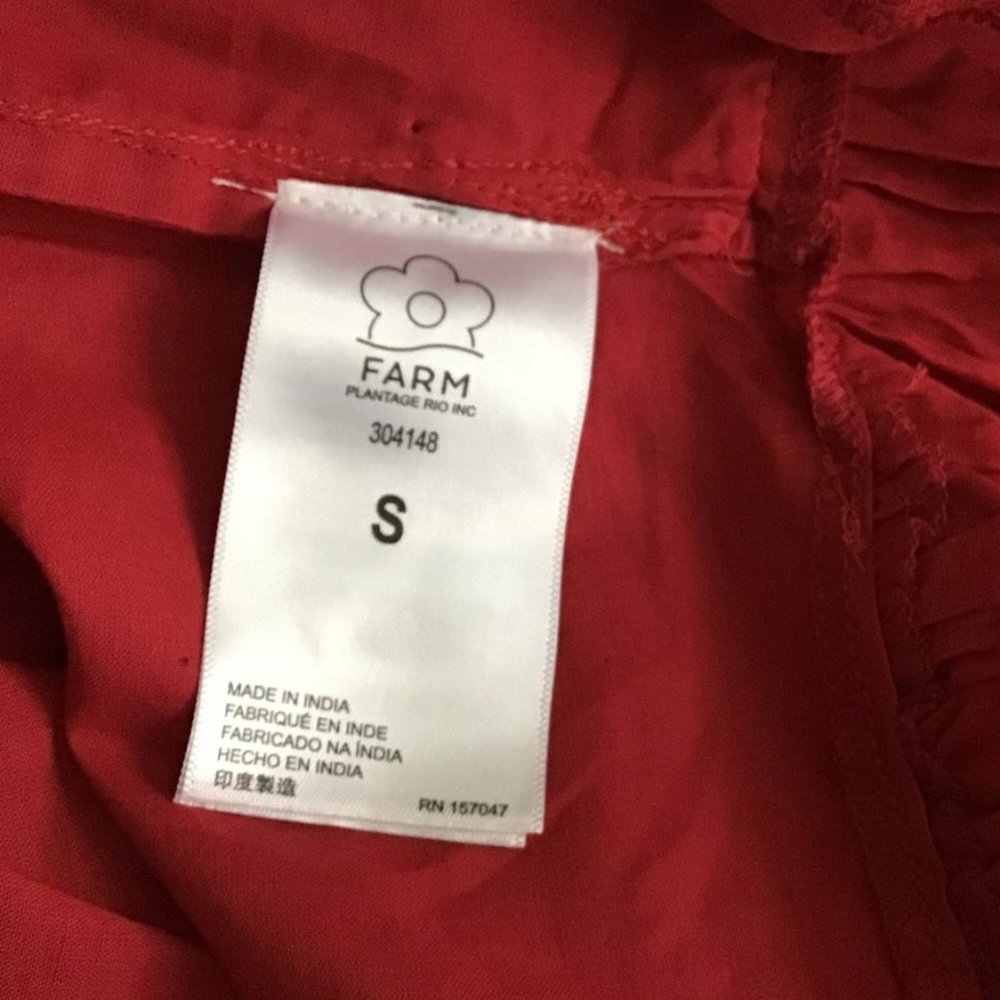 FARM
PLANTAGE RIO INC
304148
S
MADE IN INDIA
FABRIQUÉ EN INDE
FABRICADO NA ÍNDIA
HECHO EN INDIA
印度製造
RN 157047